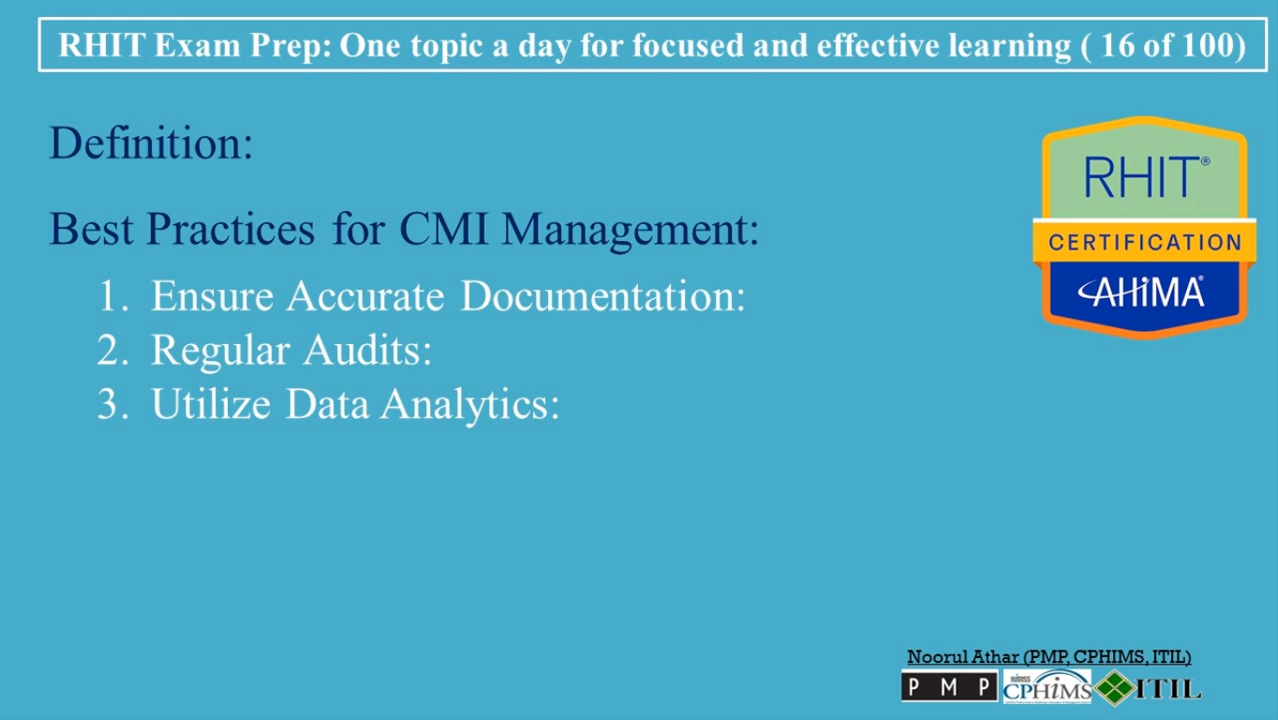 RHIT Exam Prep: One topic a day for focused and effective learning ( 16 of 100)
Definition:
Best Practices for CMI Management:
1. Ensure Accurate Documentation:
2. Regular Audits:
3. Utilize Data Analytics:
RHIT®
CERTIFICATION
AHiMA®
Noorul Athar (PMP, CPHIMS, ITIL)
P M P
himss
CPHiMS
ITIL